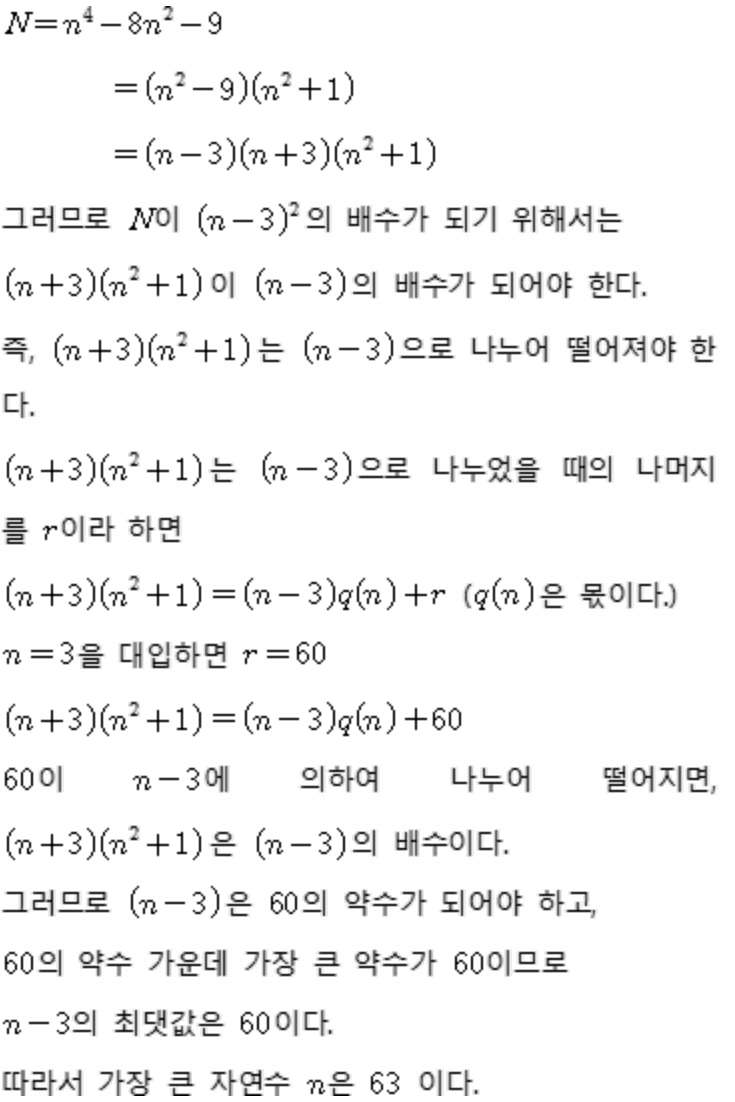 N=n⁴−8n²−9
=(n²−9)(n²+1)
=(n−3)(n+3)(n²+1)
그러므로 N이 (n−3)²의 배수가 되기 위해서는
(n+3)(n²+1)이 (n−3)의 배수가 되어야 한다.
즉, (n+3)(n²+1)는 (n−3)으로 나누어 떨어져야 한
다.
(n+3)(n²+1)는 (n−3)으로 나누었을 때의 나머지
를 r이라 하면
(n+3)(n²+1)=(n−3)q(n)+r (q(n)은 몫이다.)
n=3을 대입하면 r=60
(n+3)(n²+1)=(n−3)q(n)+60
60이 n−3에 의하여 나누어 떨어지면,
(n+3)(n²+1)은 (n−3)의 배수이다.
그러므로 (n−3)은 60의 약수가 되어야 하고,
60의 약수 가운데 가장 큰 약수가 60이므로
n−3의 최댓값은 60이다.
따라서 가장 큰 자연수 n은 63 이다.